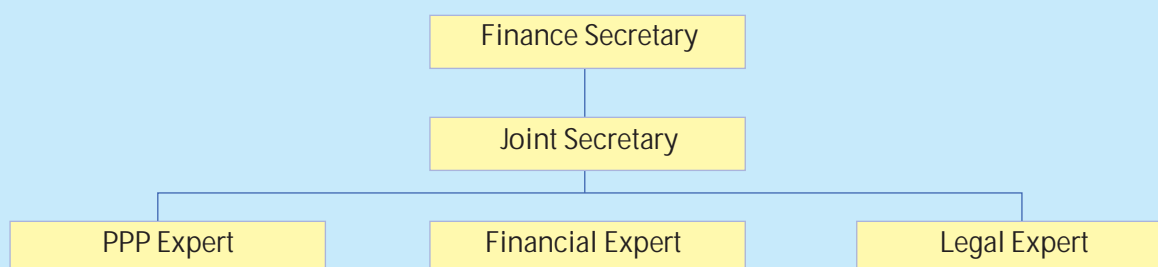 Finance Secretary
Joint Secretary
PPP Expert
Financial Expert
Legal Expert